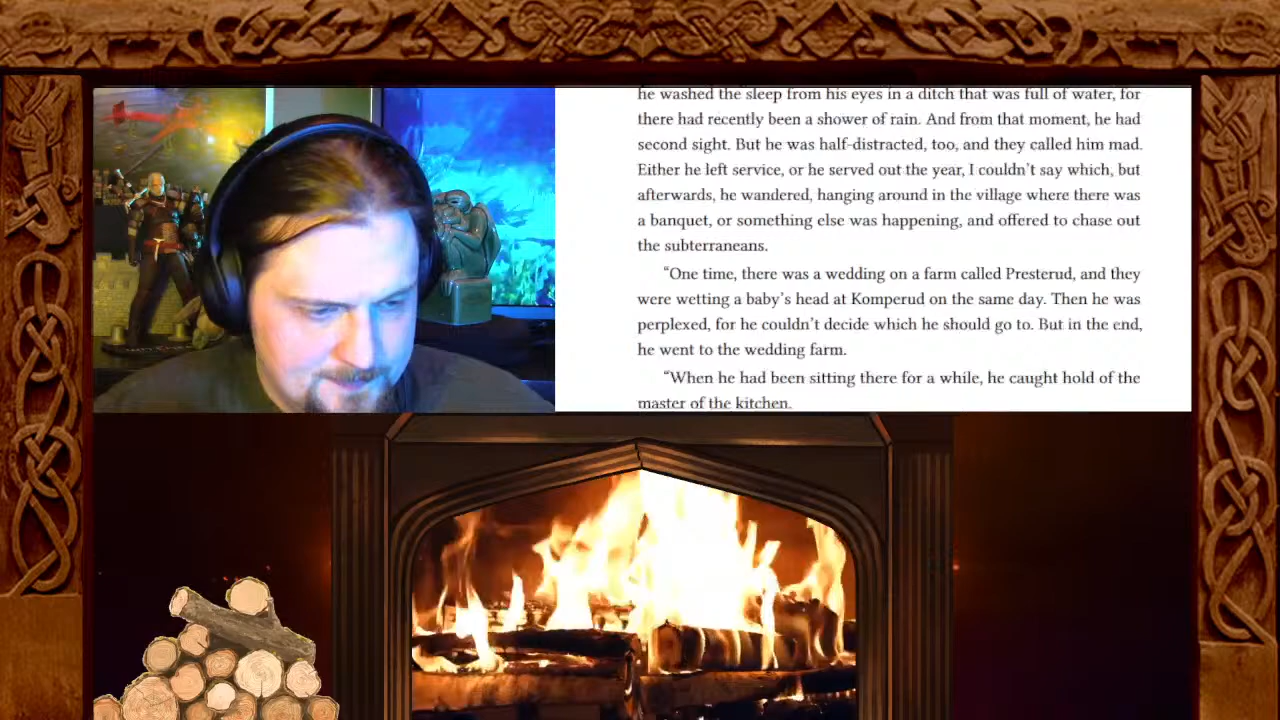 he washed the sleep from his eyes in a ditch that was full of water, for
there had recently been a shower of rain. And from that moment, he had
second sight. But he was half-distracted, too, and they called him mad.
Either he left service, or he served out the year, I couldn’t say which, but
afterwards, he wandered, hanging around in the village where there was
a banquet, or something else was happening, and offered to chase out
the subterraneans.
“One time, there was a wedding on a farm called Presterud, and they
were wetting a baby’s head at Komperud on the same day. Then he was
perplexed, for he couldn’t decide which he should go to. But in the end,
he went to the wedding farm.
“When he had been sitting there for a while, he caught hold of the
master of the kitchen.